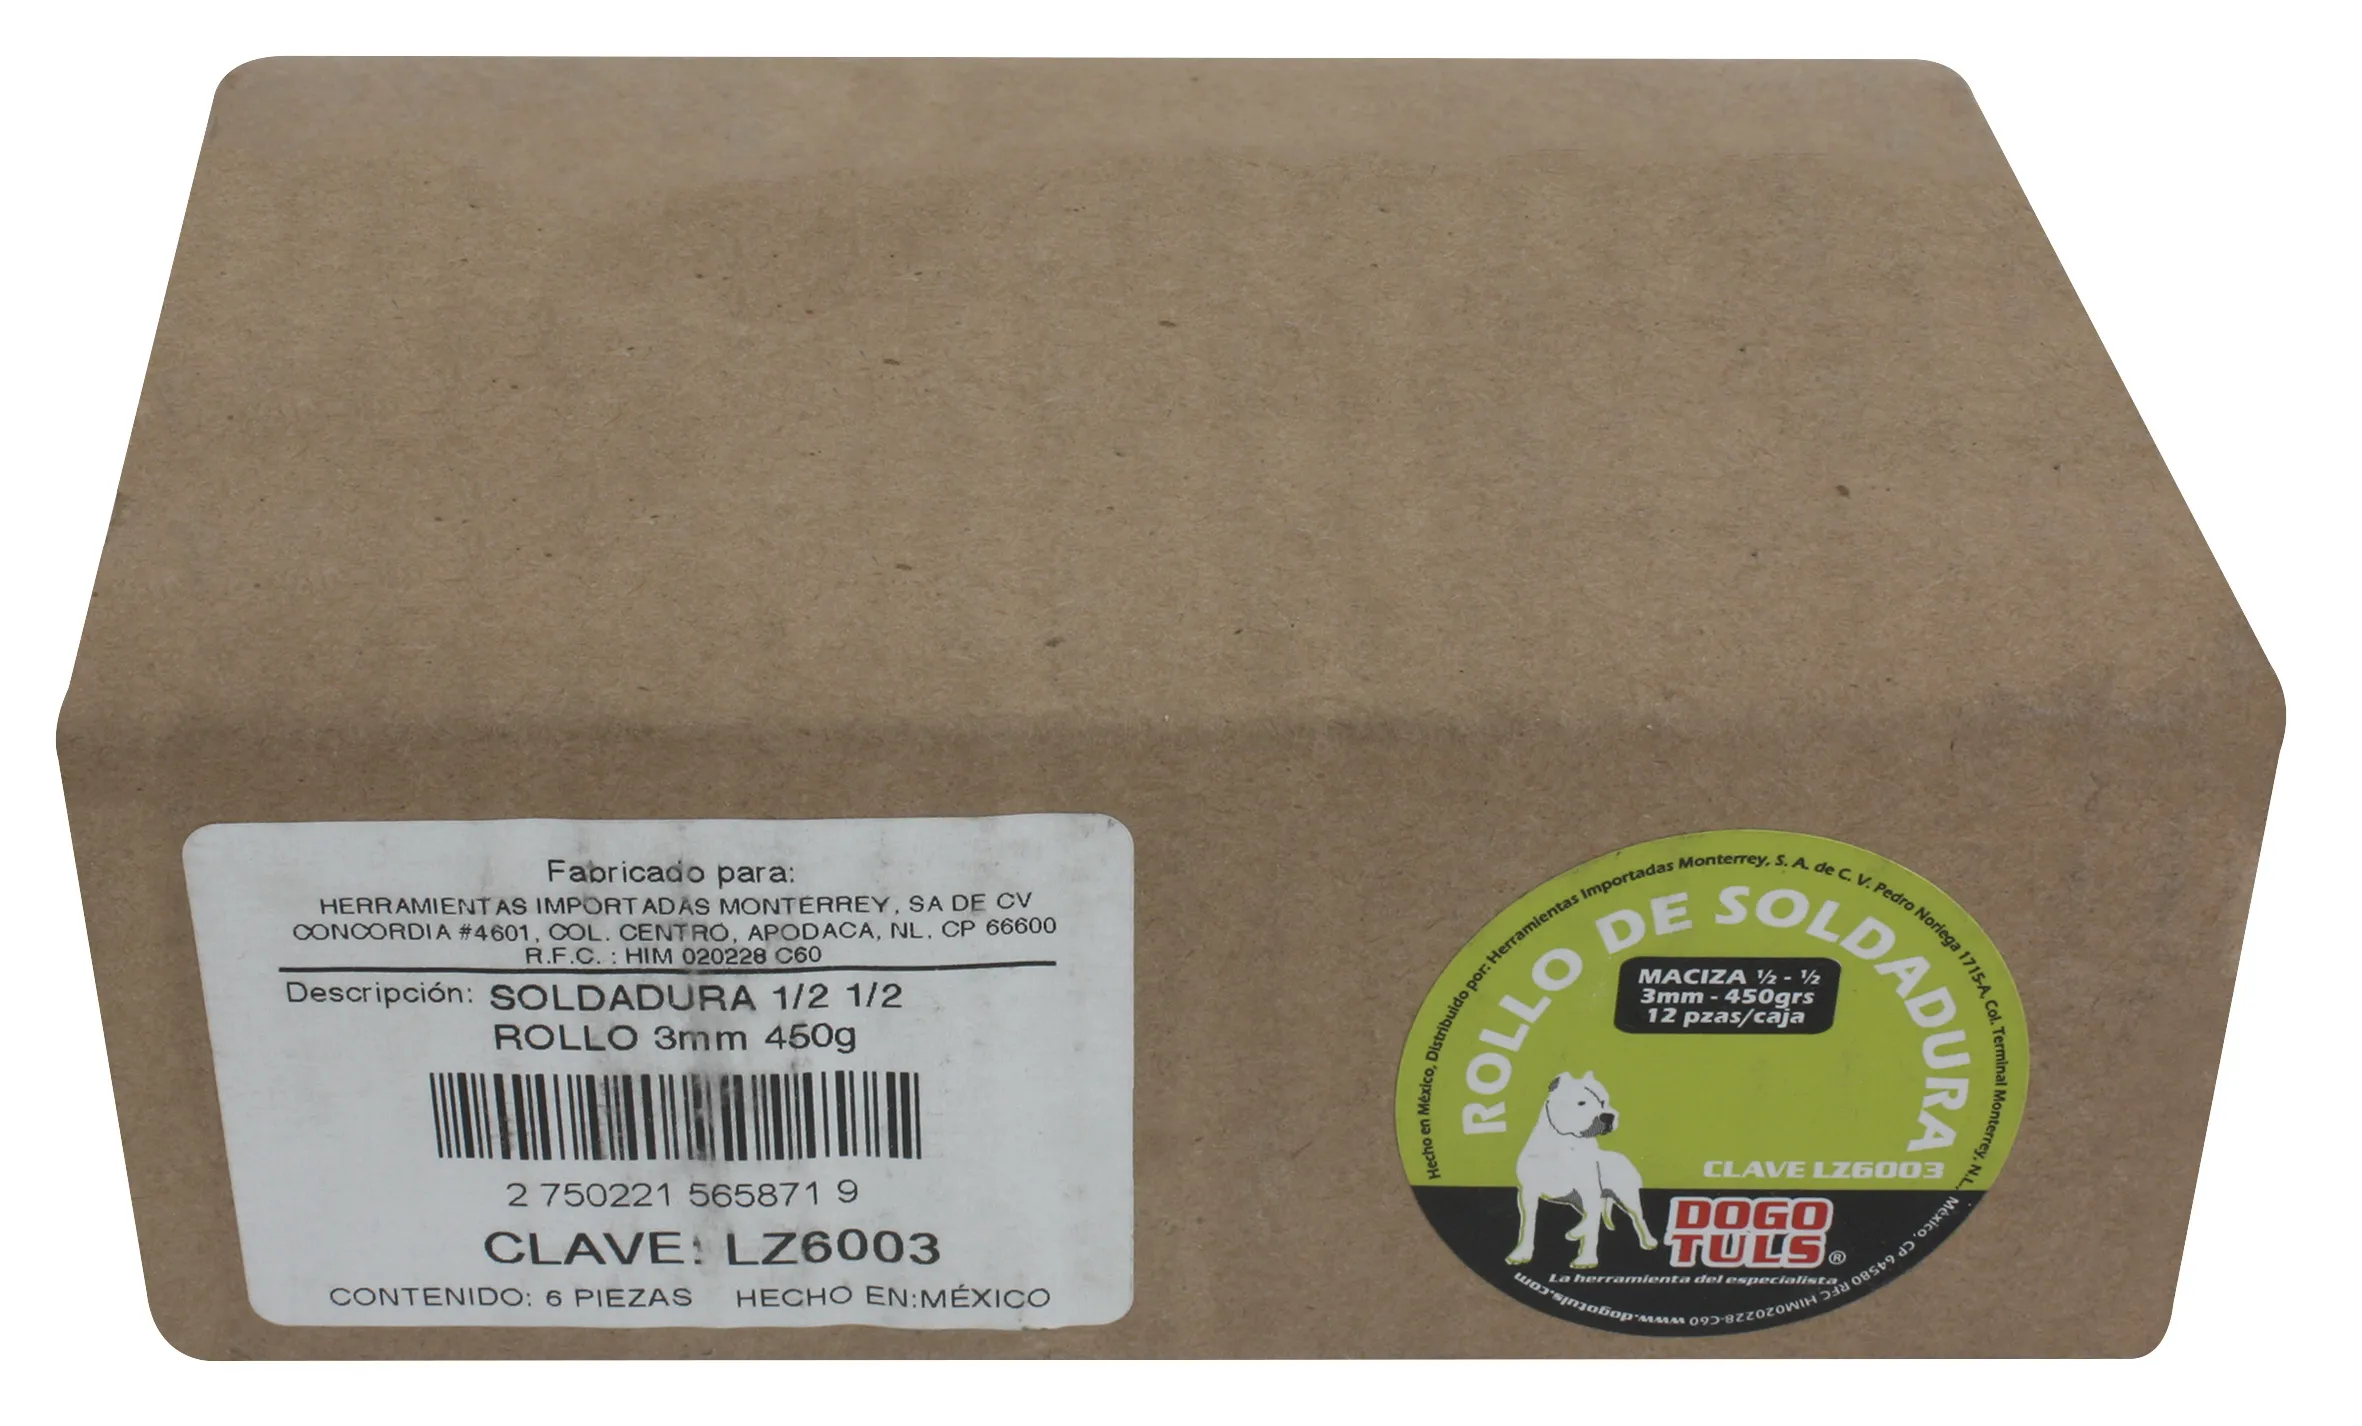 Fabricado para:
HERRAMIENTAS IMPORTADAS MONTERREY, SA DE CV
CONCORDIA #4601, COL. CENTRO, APODACA, NL, CP 66600
R.F.C. : HIM 020228 C60
Descripción: SOLDADURA 1/2 1/2
ROLLO 3mm 450g
2 750221 565871 9
CLAVE: LZ6003
CONTENIDO: 6 PIEZAS HECHO EN:MÉXICO
Hecho en México, Distribuido por: Herramientas Importadas Monterrey, S. A. de C. V. Pedro Noriega 1715-A, Col. Terminal Monterrey, N.L., México, CP 64580 RFC HIM020228-C60 www.dogotuls.com
ROLLO DE SOLDADURA
MACIZA ½ - ½
3mm - 450grs
12 pzas/caja
CLAVE LZ6003
DOGO
TULS®
La herramienta del especialista